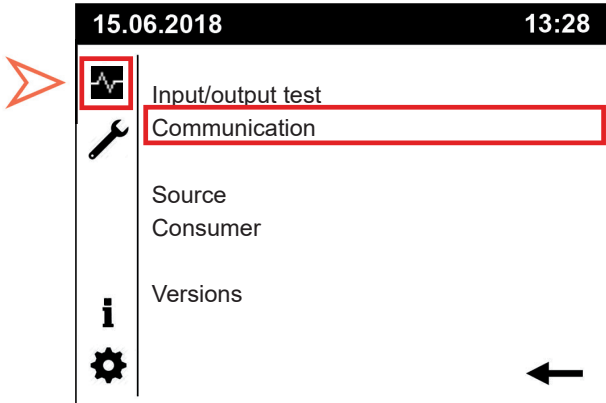 15.06.2018 13:28
Input/output test
Communication
Source
Consumer
Versions
i